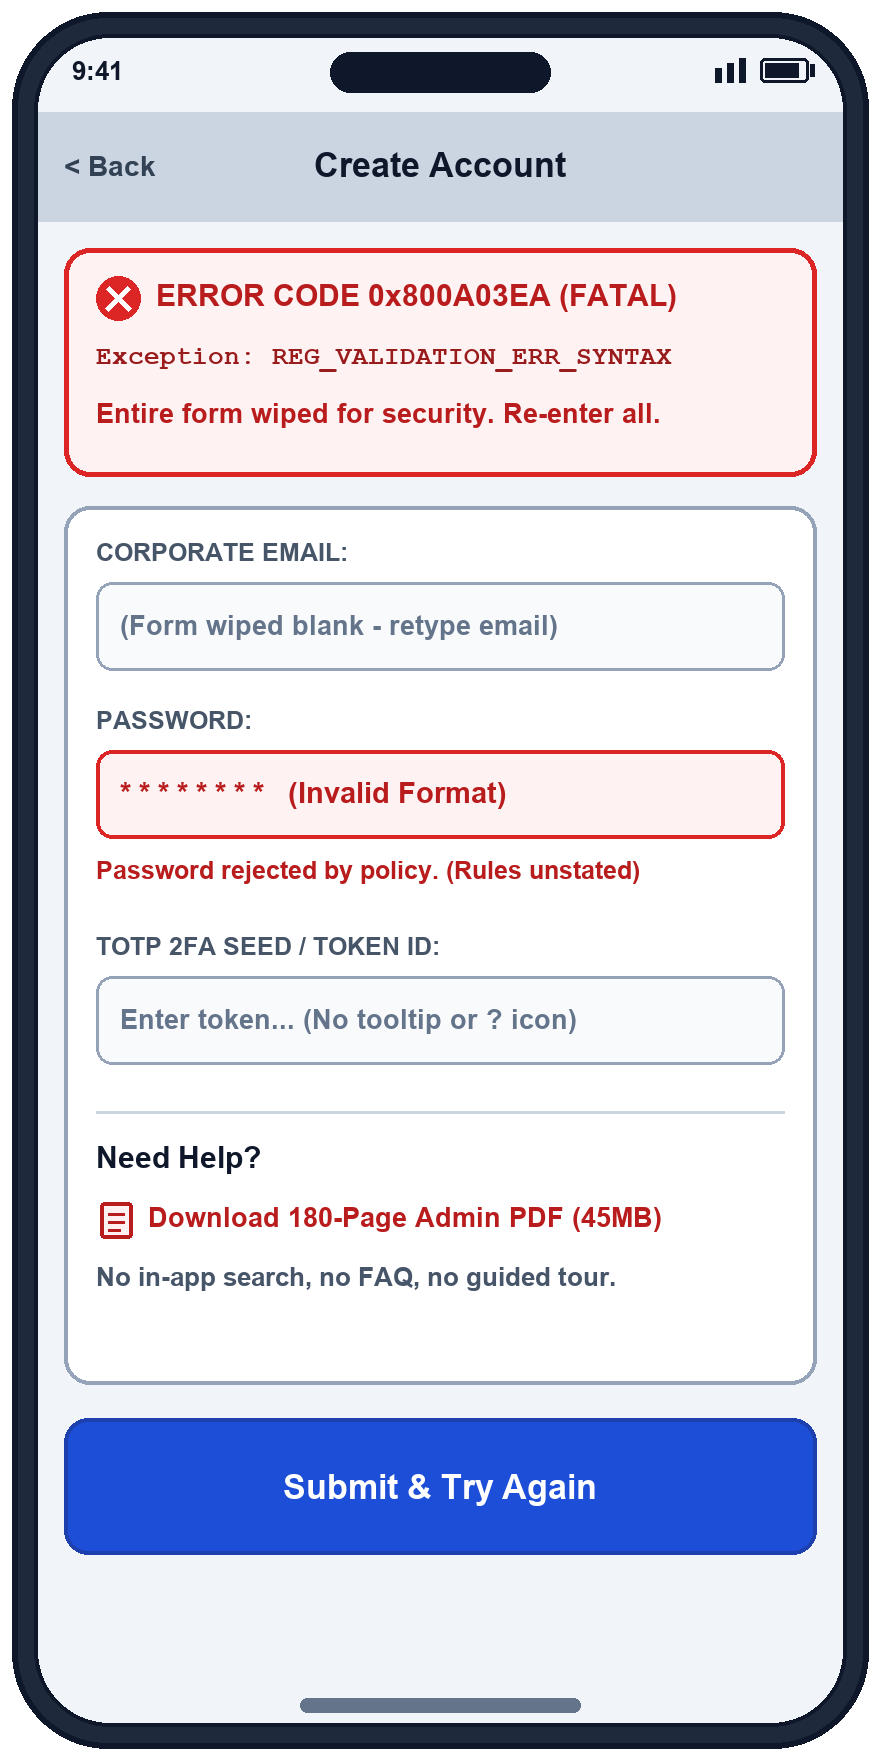 9:41
< Back
Create Account
ERROR CODE 0x800A03EA (FATAL)
Exception: REG_VALIDATION_ERR_SYNTAX
Entire form wiped for security. Re-enter all.
CORPORATE EMAIL:
(Form wiped blank - retype email)
PASSWORD:
* * * * * * * * (Invalid Format)
Password rejected by policy. (Rules unstated)
TOTP 2FA SEED / TOKEN ID:
Enter token... (No tooltip or ? icon)
Need Help?
Download 180-Page Admin PDF (45MB)
No in-app search, no FAQ, no guided tour.
Submit & Try Again